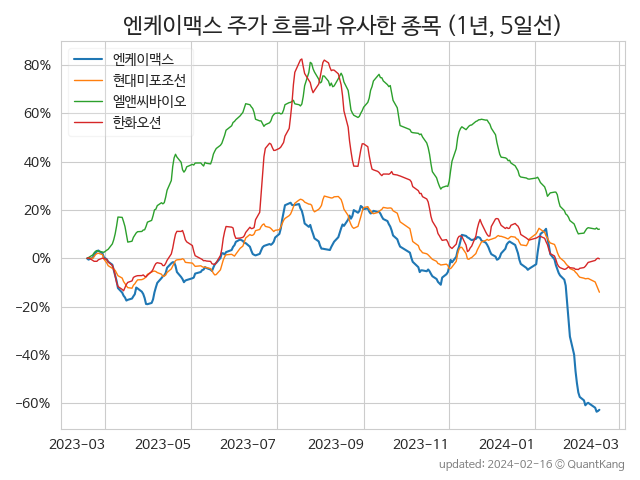 엔케이맥스 주가 흐름과 유사한 종목 (1년, 5일선)
엔케이맥스
현대미포조선
엘앤씨바이오
한화오션
80%
60%
40%
20%
0%
−20%
−40%
−60%
2023-03 2023-05 2023-07 2023-09 2023-11 2024-01 2024-03
updated: 2024-02-16 © QuantKang